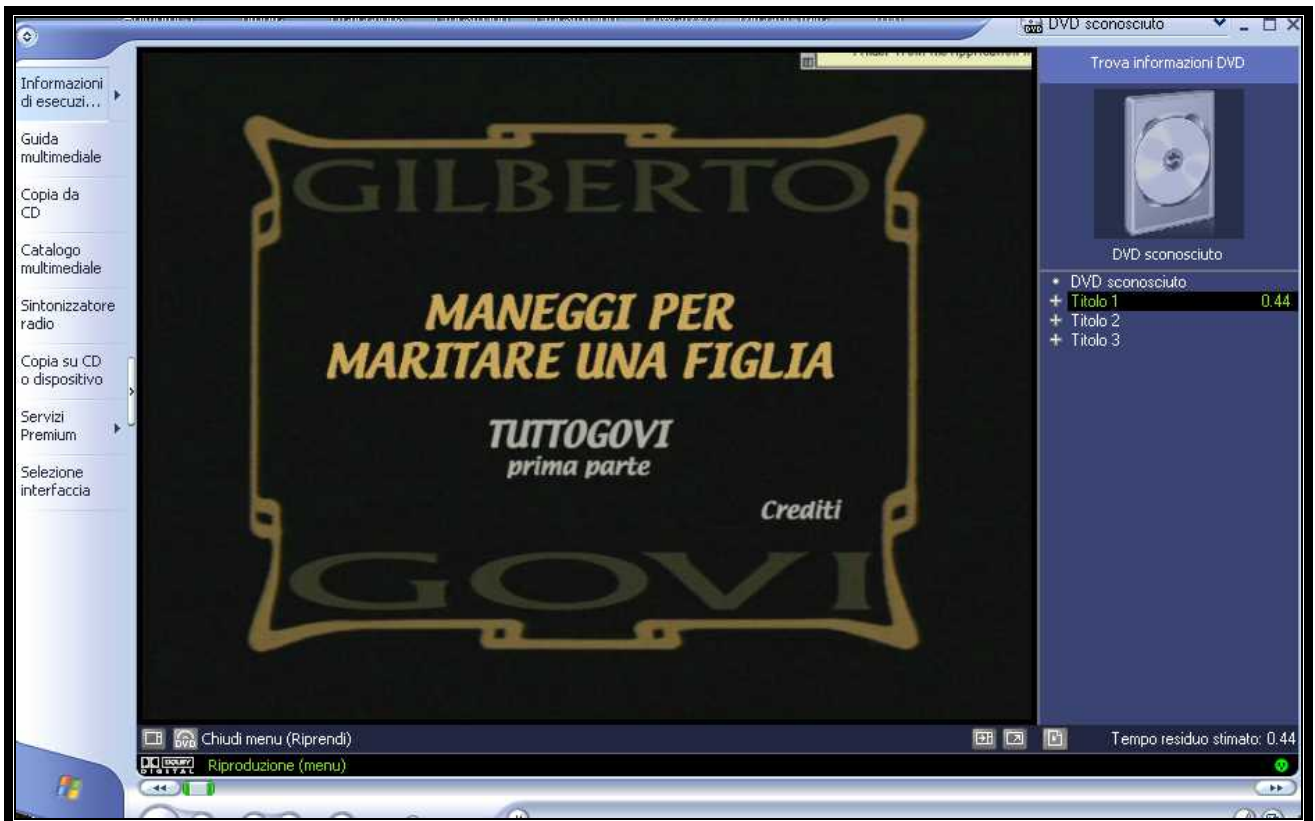 DVD sconosciuto
Informazioni
di esecuzi...
Guida
multimediale
Copia da
CD
Catalogo
multimediale
Sintonizzatore
radio
Copia su CD
o dispositivo
Servizi
Premium
Selezione
interfaccia
GILBERTO
MANEGGI PER
MARITARE UNA FIGLIA
TUTTOGOVI
prima parte
Crediti
GOVI
Trova informazioni DVD
DVD sconosciuto
DVD sconosciuto
Titolo 1 0.44
Titolo 2
Titolo 3
DVD Chiudi menu (Riprendi)
Tempo residuo stimato: 0.44
DOLBY
DIGITAL
Riproduzione (menu)